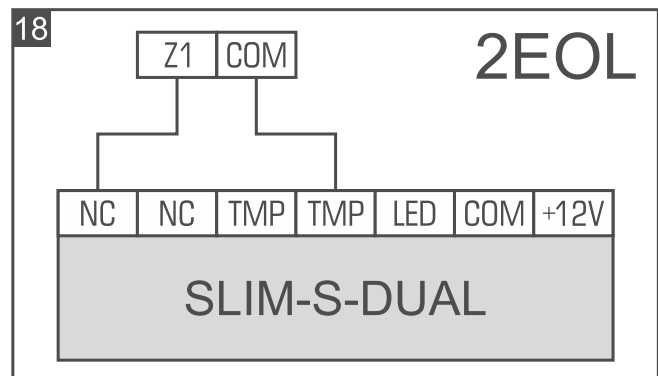 18
2EOL
Z1 COM
NC NC TMP TMP LED COM +12V
SLIM-S-DUAL